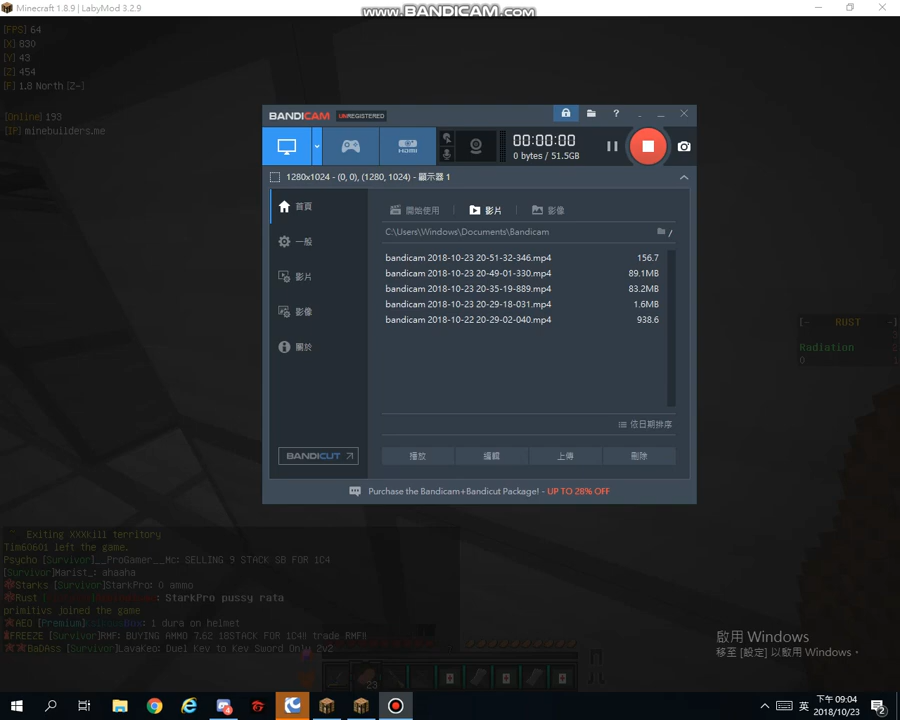 Minecraft 1.8.9 | LabyMod 3.2.9
www.BANDICAM.com
[FPS] 64
[X] 830
[Y] 43
[Z] 454
[F] 1.8 North [Z-]
[Online] 193
[IP] minebuilders.me
BANDICAM UNREGISTERED
?
HDMI
00:00:00
0 bytes / 51.5GB
1280x1024 - (0, 0), (1280, 1024) - 顯示器 1
首頁
一般
影片
影像
關於
BANDICUT
開始使用
影片
影像
C:\Users\Windows\Documents\Bandicam
bandicam 2018-10-23 20-51-32-346.mp4 156.7
bandicam 2018-10-23 20-49-01-330.mp4 89.1MB
bandicam 2018-10-23 20-35-19-889.mp4 83.2MB
bandicam 2018-10-23 20-29-18-031.mp4 1.6MB
bandicam 2018-10-22 20-29-02-040.mp4 938.6
依日期排序
播放 編輯 上傳 刪除
Purchase the Bandicam+Bandicut Package! - UP TO 28% OFF
[- RUST -]
Radiation
0
Exiting XXXkill territory
Tim60601 left the game.
Psycho [Survivor]__ProGamer__Hc: SELLING 9 STACK SB FOR 1C4
[Survivor]Marist_: ahaaha
Starks [Survivor]StarkPro: 0 ammo
Rust : StarkPro pussy rata
primitivs joined the game
AEO [Premium] : 1 dura on helmet
FREEZE [Survivor]RMF: BUYING AMMO 7.62 18STACK FOR 1C4!! trade RMF!!
BaDAss [Survivor]LavaKeo: Duel Kev to Kev Sword Only 2v2
23
啟用 Windows
移至 [設定] 以啟用 Windows。
英
下午 09:04
2018/10/23
2